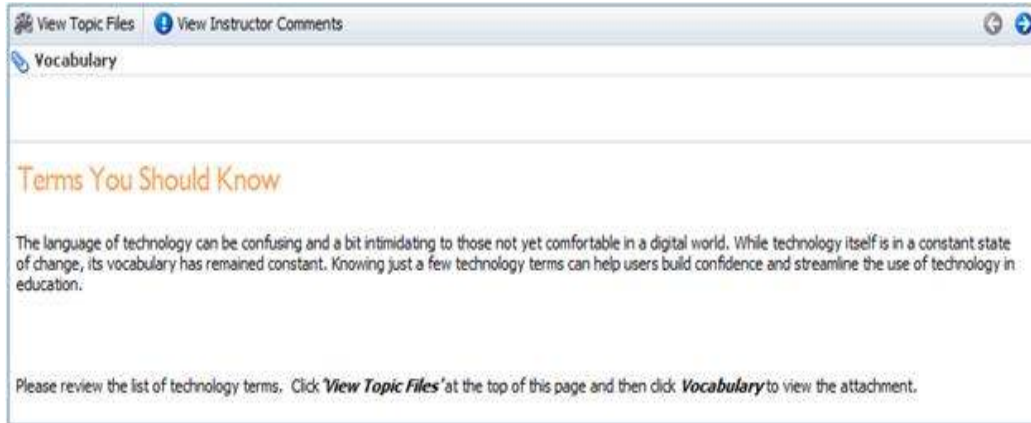 View Topic Files View Instructor Comments
Vocabulary
Terms You Should Know
The language of technology can be confusing and a bit intimidating to those not yet comfortable in a digital world. While technology itself is in a constant state
of change, its vocabulary has remained constant. Knowing just a few technology terms can help users build confidence and streamline the use of technology in
education.
Please review the list of technology terms. Click 'View Topic Files' at the top of this page and then click Vocabulary to view the attachment.